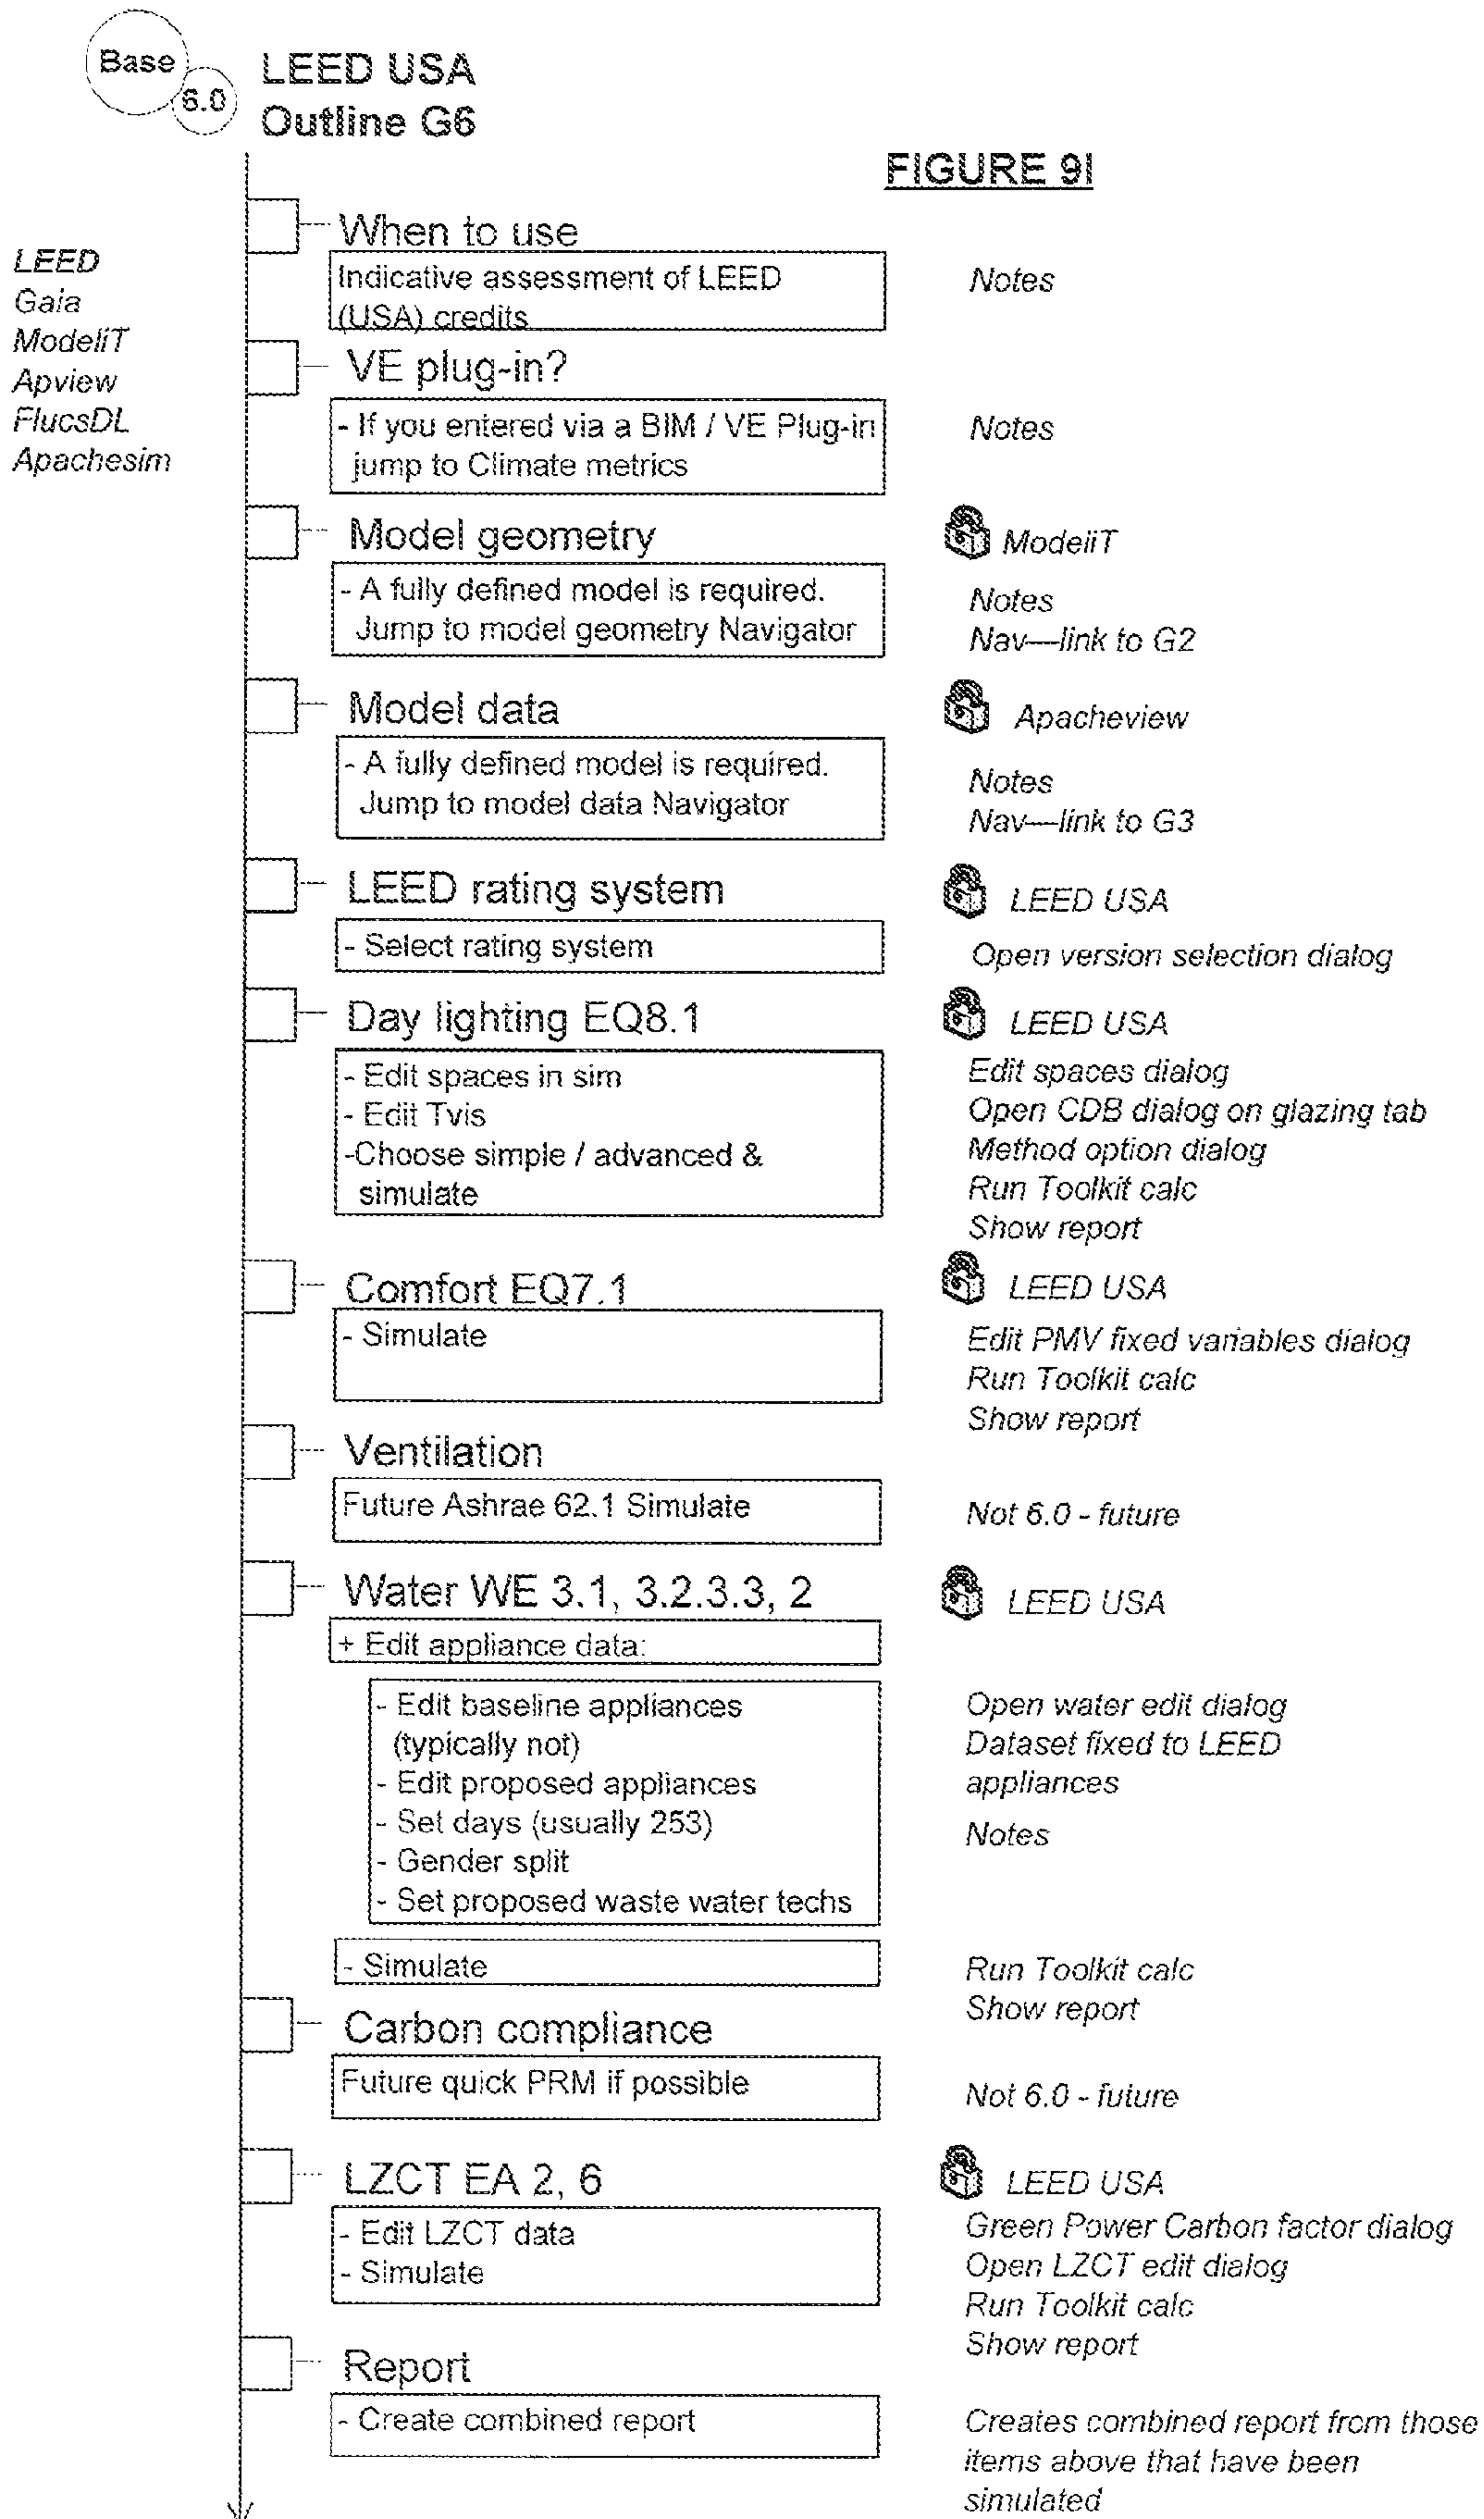 Base
6.0
LEED USA
Outline G6
FIGURE 9I
LEED
Gaia
ModeliT
Apview
FlucsDL
Apachesim
When to use
Indicative assessment of LEED
(USA) credits
Notes
VE plug-in?
- If you entered via a BIM / VE Plug-in
jump to Climate metrics
Notes
Model geometry
ModeliT
- A fully defined model is required.
Jump to model geometry Navigator
Notes
Nav—link to G2
Model data
Apacheview
- A fully defined model is required.
Jump to model data Navigator
Notes
Nav—link to G3
LEED rating system
LEED USA
- Select rating system
Open version selection dialog
Day lighting EQ8.1
LEED USA
- Edit spaces in sim
- Edit Tvis
-Choose simple / advanced &
simulate
Edit spaces dialog
Open CDB dialog on glazing tab
Method option dialog
Run Toolkit calc
Show report
Comfort EQ7.1
LEED USA
- Simulate
Edit PMV fixed variables dialog
Run Toolkit calc
Show report
Ventilation
Future Ashrae 62.1 Simulate
Not 6.0 - future
Water WE 3.1, 3.2.3.3, 2
LEED USA
+ Edit appliance data:
- Edit baseline appliances
(typically not)
- Edit proposed appliances
- Set days (usually 253)
- Gender split
- Set proposed waste water techs
Open water edit dialog
Dataset fixed to LEED
appliances
Notes
- Simulate
Run Toolkit calc
Show report
Carbon compliance
Future quick PRM if possible
Not 6.0 - future
LZCT EA 2, 6
LEED USA
- Edit LZCT data
- Simulate
Green Power Carbon factor dialog
Open LZCT edit dialog
Run Toolkit calc
Show report
Report
- Create combined report
Creates combined report from those
items above that have been
simulated